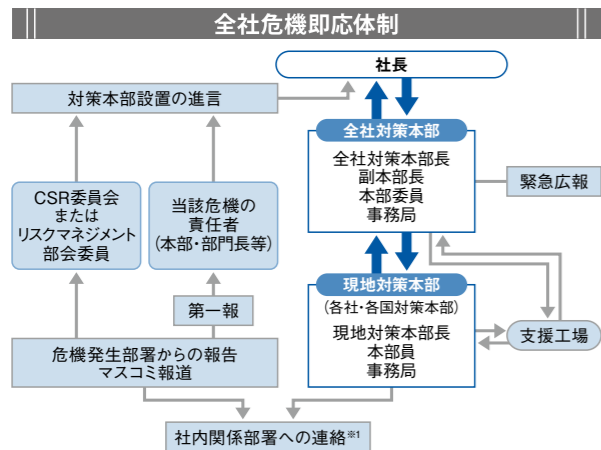 全社危機即応体制
社長
対策本部設置の進言
全社対策本部
全社対策本部長
副本部長
本部委員
事務局
緊急広報
CSR委員会
または
リスクマネジメント
部会委員
当該危機の
責任者
(本部・部門長等)
現地対策本部
(各社・各国対策本部)
現地対策本部長
本部員
事務局
第一報
支援工場
危機発生部署からの報告
マスコミ報道
社内関係部署への連絡※1